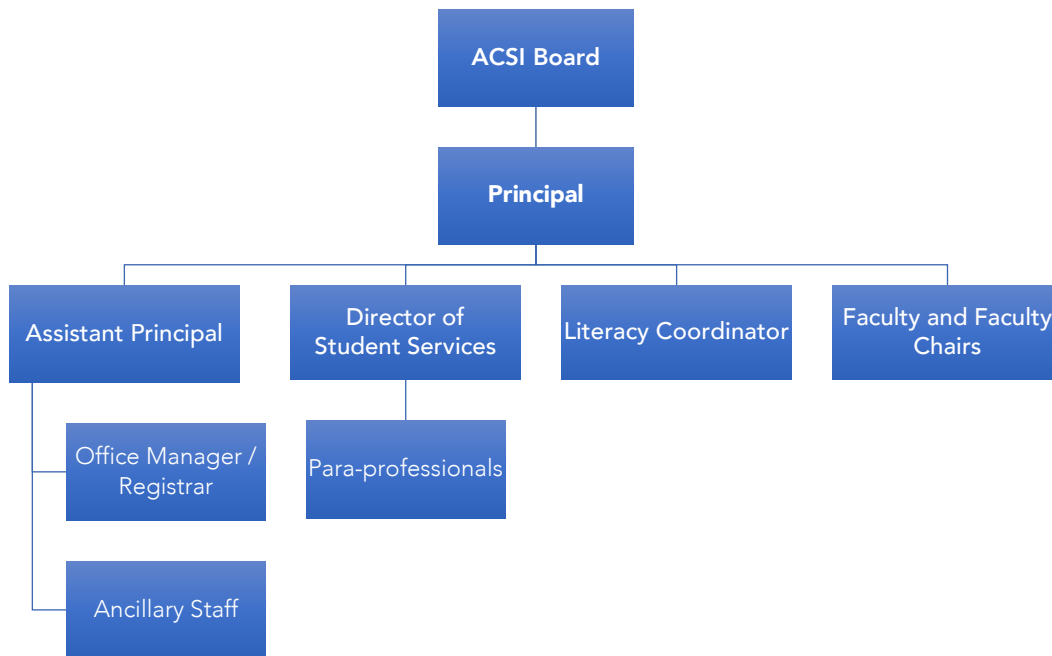 ACSI Board
Principal
Assistant Principal
Director of
Student Services
Literacy Coordinator
Faculty and Faculty
Chairs
Office Manager /
Registrar
Para-professionals
Ancillary Staff